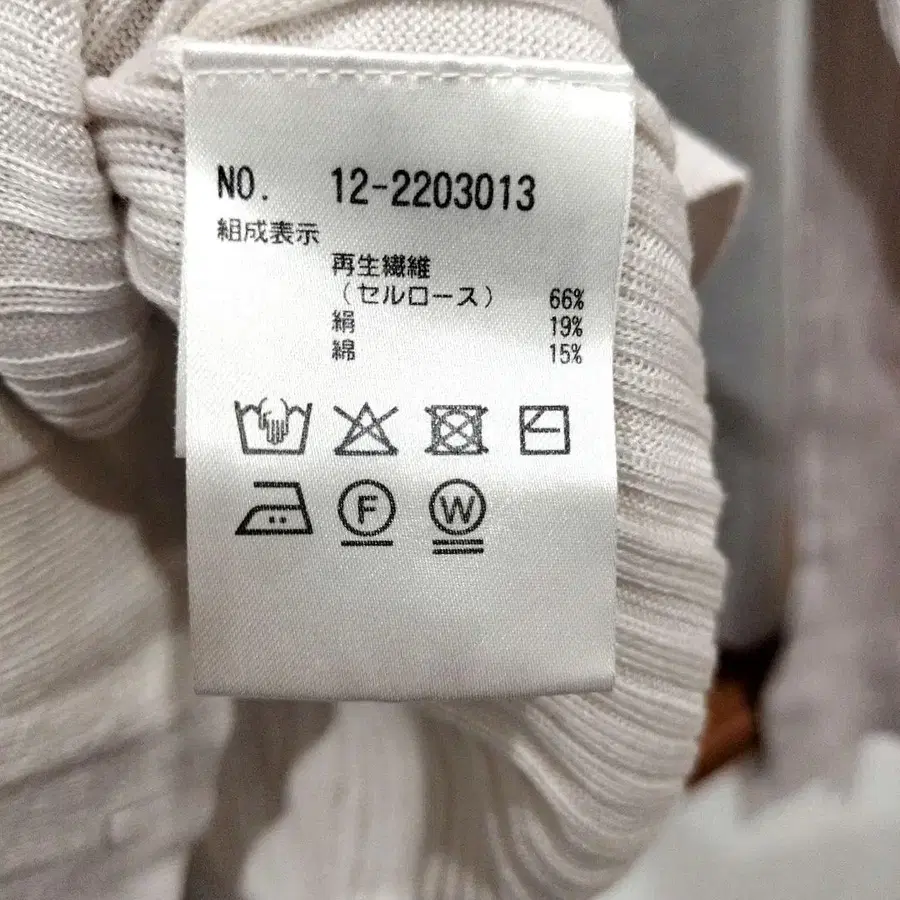 NO. 12-2203013
組成表示
再生繊維
（セルロース） 66%
絹 19%
綿 15%
F W